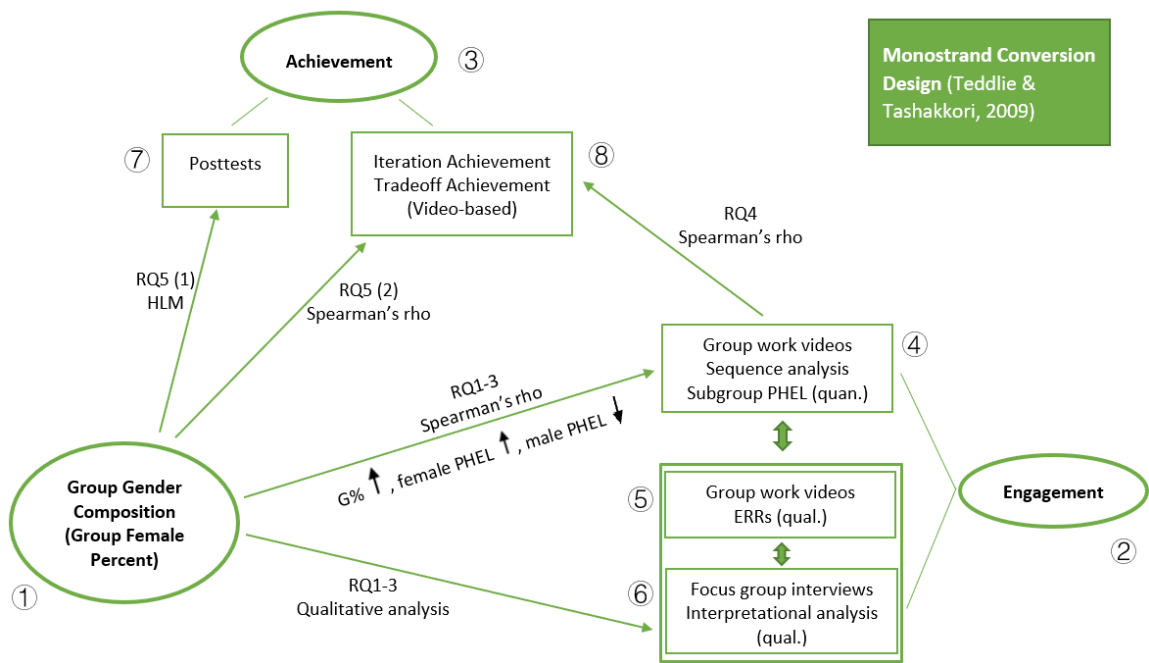 Achievement
③
Monostrand Conversion
Design (Teddlie &
Tashakkori, 2009)
⑦
Posttests
Iteration Achievement
Tradeoff Achievement
(Video-based)
⑧
RQ4
Spearman’s rho
RQ5 (1)
HLM
RQ5 (2)
Spearman’s rho
Group work videos
Sequence analysis
Subgroup PHEL (quan.)
④
RQ1-3
Spearman’s rho
G% ↑ , female PHEL ↑ , male PHEL ↓
Group Gender
Composition
(Group Female
Percent)
①
⑤
Group work videos
ERRs (qual.)
Engagement
②
⑥
Focus group interviews
Interpretational analysis
(qual.)
RQ1-3
Qualitative analysis